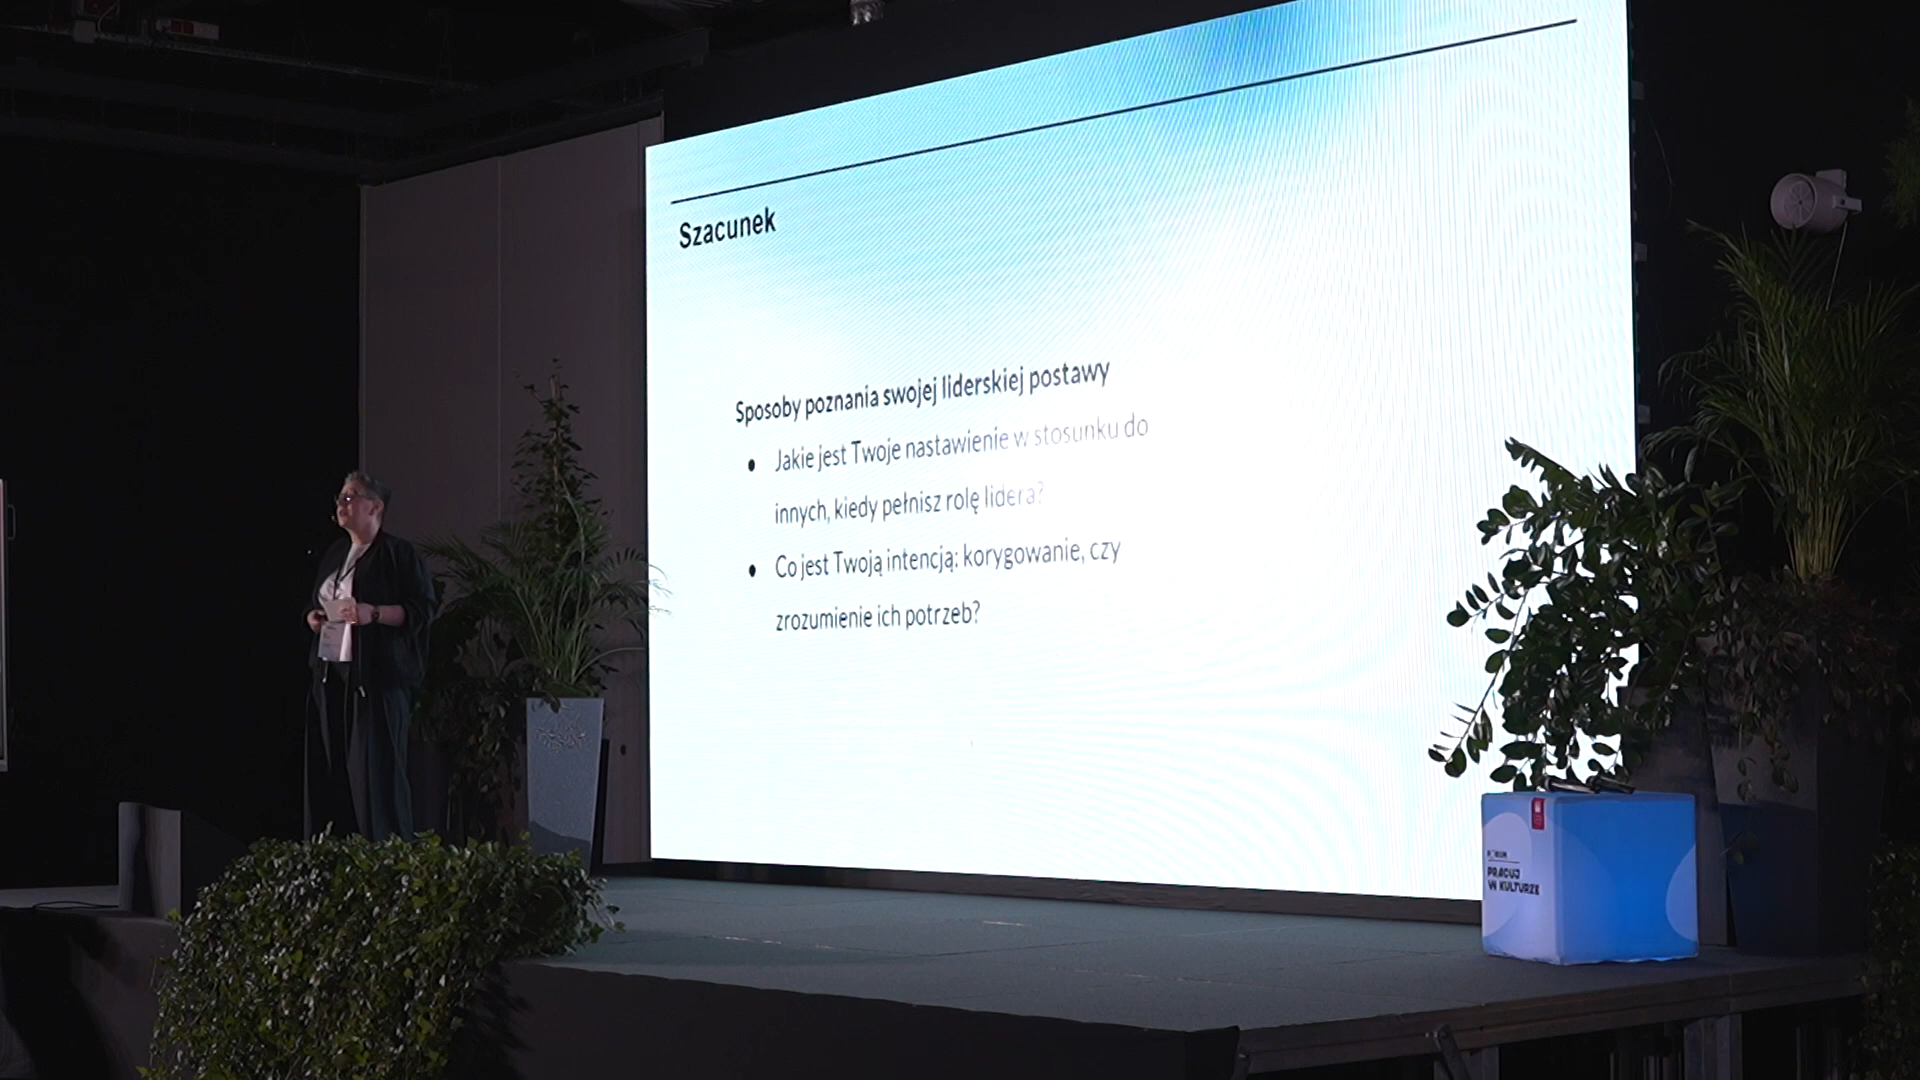 Szacunek
Sposoby poznania swojej liderskiej postawy
• Jakie jest Twoje nastawienie w stosunku do
innych, kiedy pełnisz rolę lidera?
• Co jest Twoją intencją: korygowanie, czy
zrozumienie ich potrzeb?
FORUM
PRACUJ
W KULTURZE